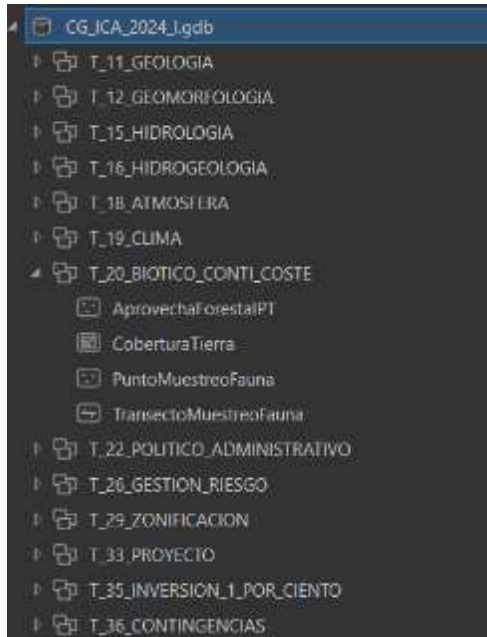 CG_ICA_2024_I.gdb
T_11_GEOLOGIA
T_12_GEOMORFOLOGIA
T_15_HIDROLOGIA
T_16_HIDROGEOLOGIA
T_18_ATMOSFERA
T_19_CLIMA
T_20_BIOTICO_CONTI_COSTE
AprovechaForestalPT
CoberturaTierra
PuntoMuestreoFauna
TransectoMuestreoFauna
T_22_POLITICO_ADMINISTRATIVO
T_26_GESTION_RIESGO
T_29_ZONIFICACION
T_33_PROYECTO
T_35_INVERSION_1_POR_CIENTO
T_36_CONTINGENCIAS